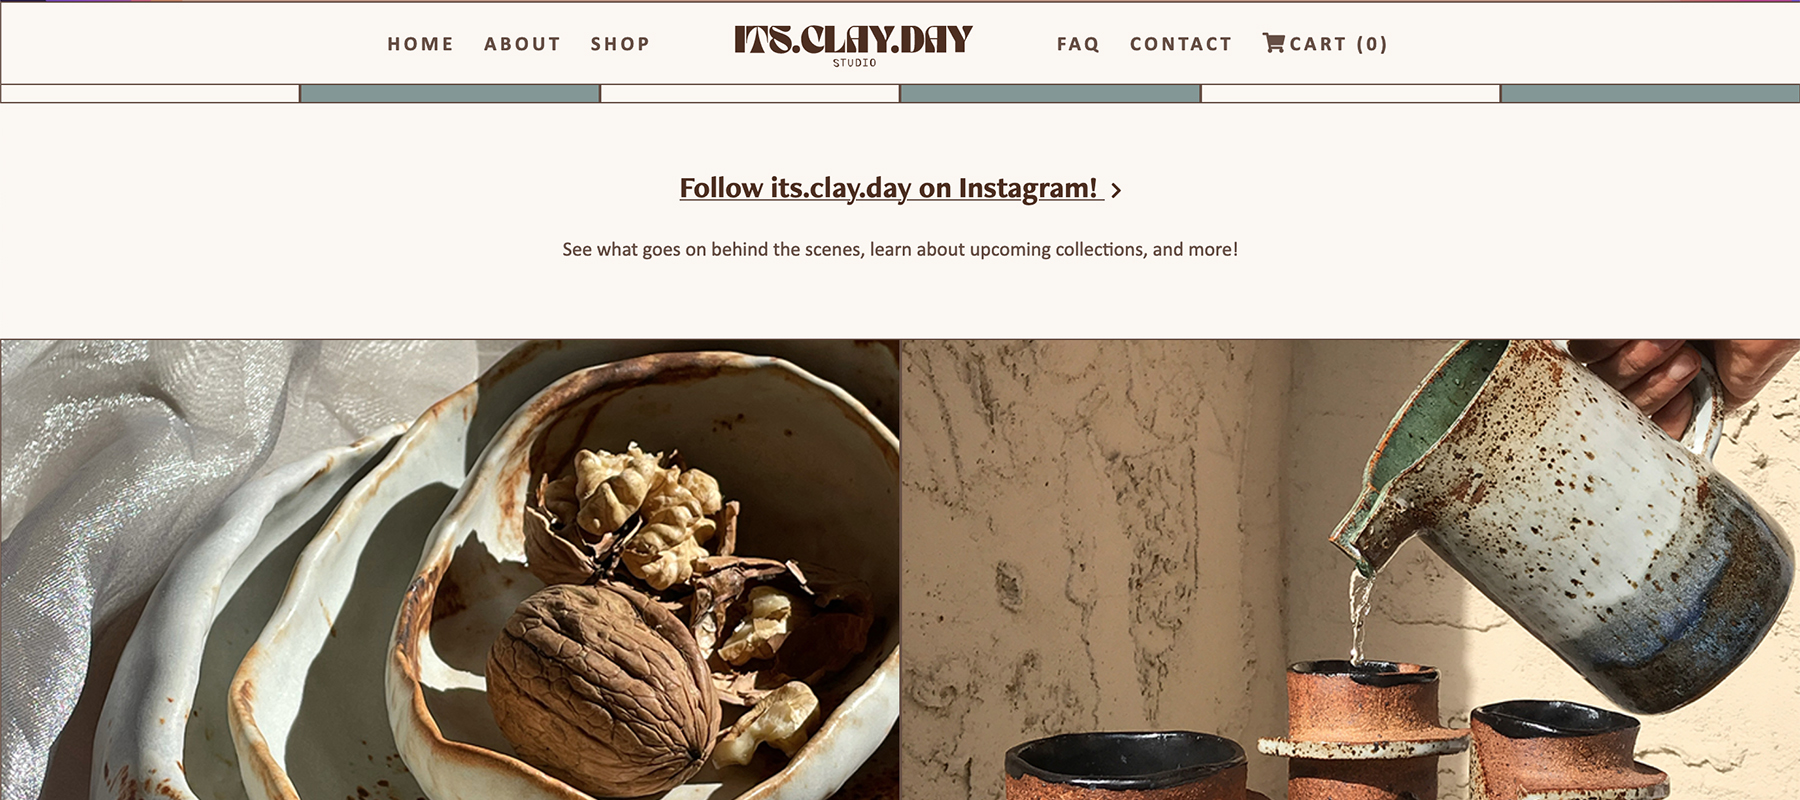 HOME ABOUT SHOP ITS.CLAY.DAY FAQ CONTACT CART (0)
STUDIO
Follow its.clay.day on Instagram! >
See what goes on behind the scenes, learn about upcoming collections, and more!